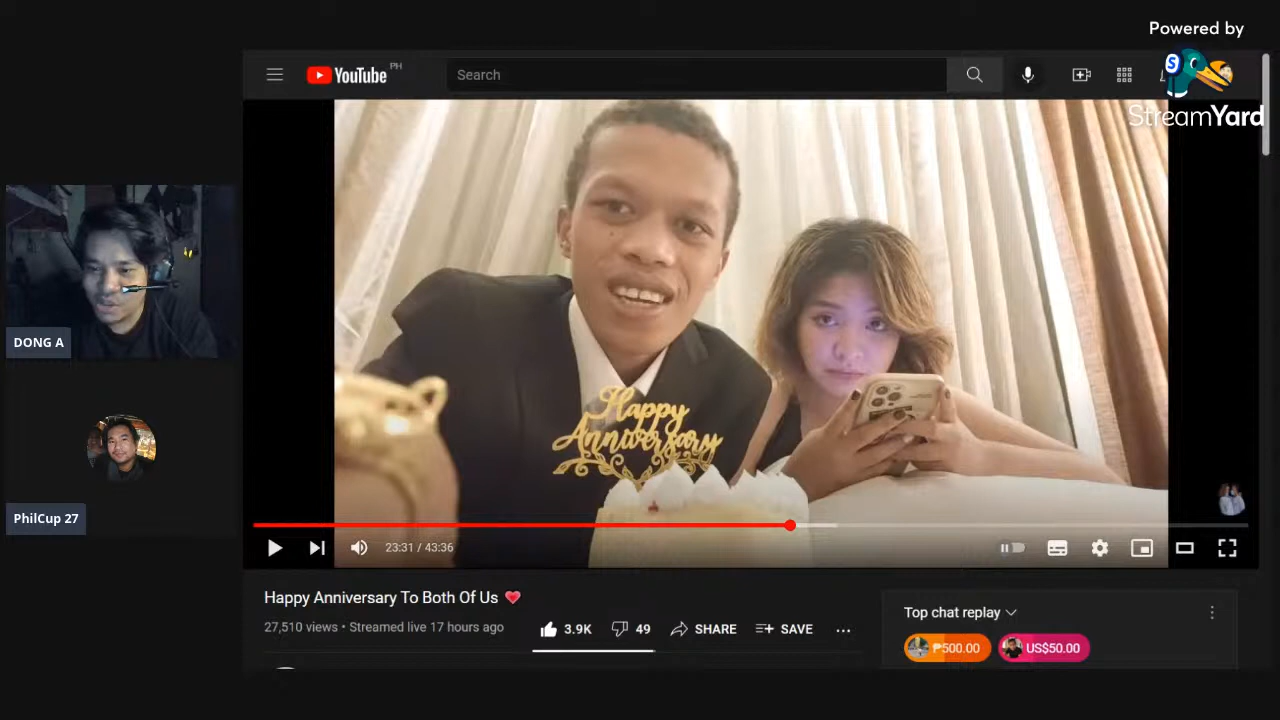 Powered by
StreamYard
YouTube PH
Search
DONG A
PhilCup 27
Happy
Anniversary
23:31 / 43:36
Happy Anniversary To Both Of Us
27,510 views • Streamed live 17 hours ago
3.9K
49
SHARE
SAVE
Top chat replay
₱500.00
US$50.00